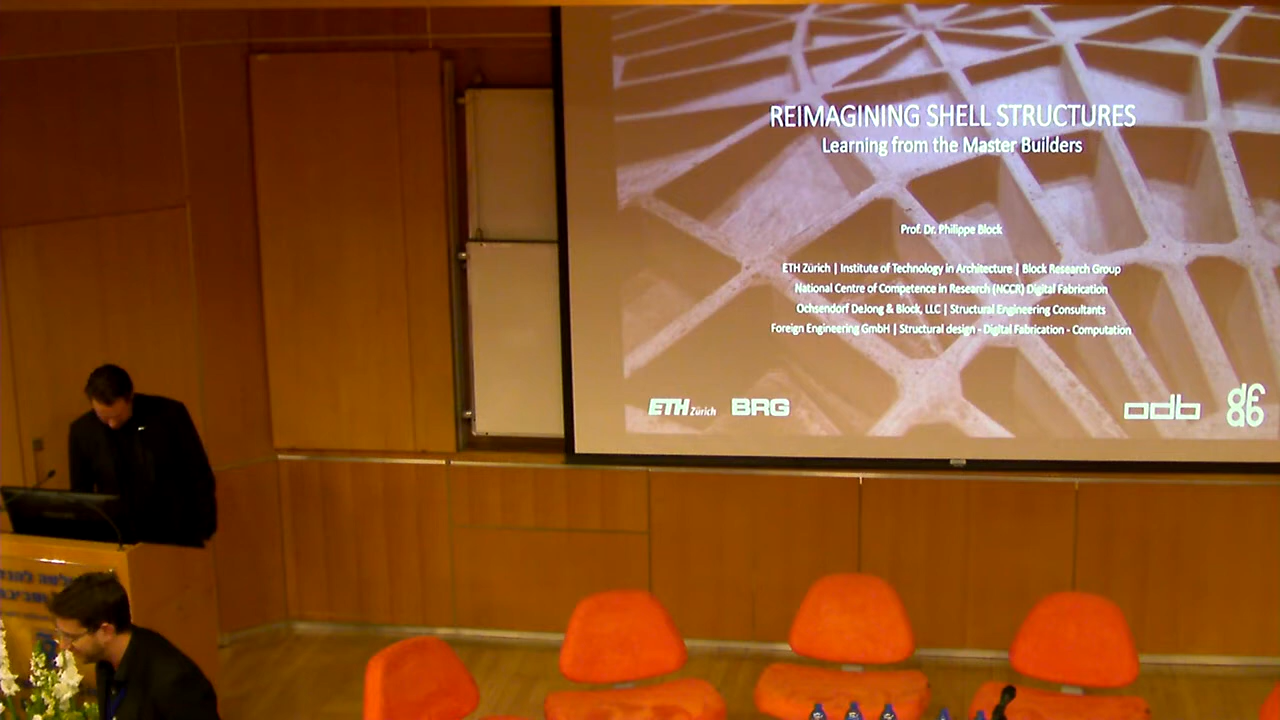 REIMAGINING SHELL STRUCTURES
Learning from the Master Builders
Prof. Dr. Philippe Block
ETH Zürich | Institute of Technology in Architecture | Block Research Group
National Centre of Competence in Research (NCCR) Digital Fabrication
Ochsendorf DeJong & Block, LLC | Structural Engineering Consultants
Foreign Engineering GmbH | Structural design - Digital Fabrication - Computation
ETH Zürich BRG odb df ab